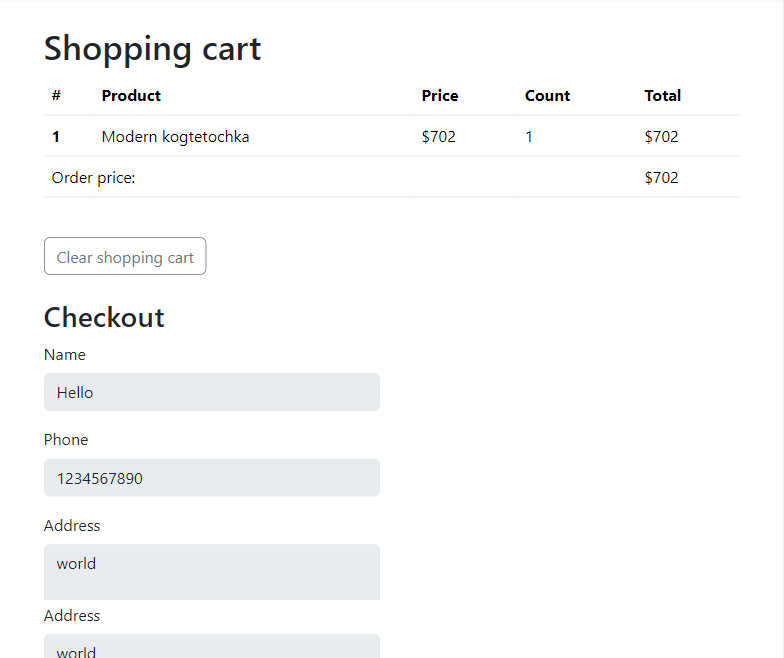 Shopping cart
# Product Price Count Total
1 Modern kogtetochka $702 1 $702
Order price: $702
Clear shopping cart
Checkout
Name
Hello
Phone
1234567890
Address
world
Address
world